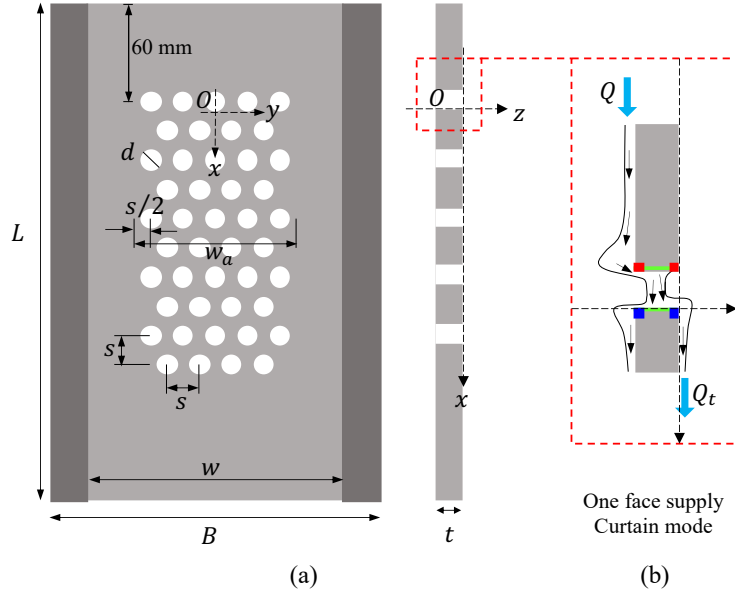 60 mm
O
y
x
d
s/2
w_a
L
s
s
w
B
(a)
O
z
x
t
Q
Q_t
One face supply
Curtain mode
(b)